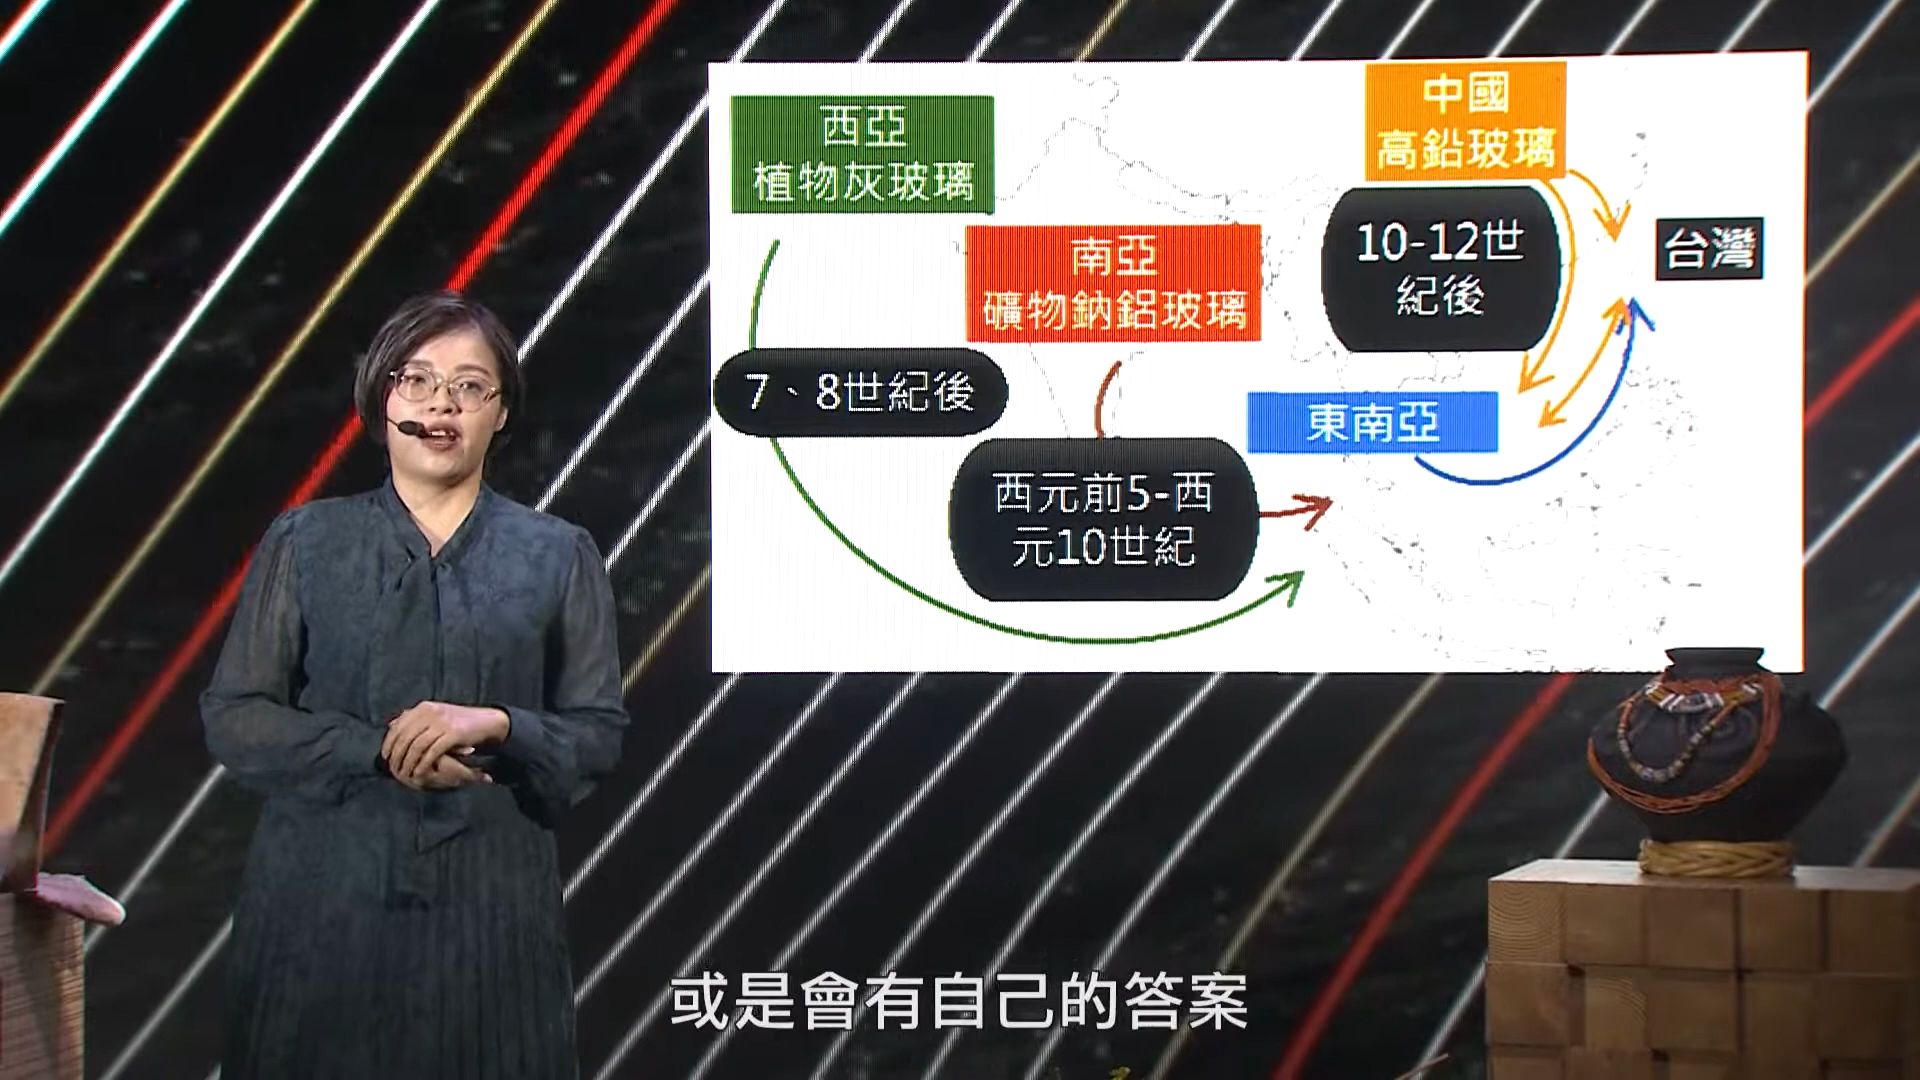 西亞
植物灰玻璃
中國
高鉛玻璃
南亞
礦物鈉鋁玻璃
10-12世
紀後
台灣
7、8世紀後
東南亞
西元前5-西
元10世紀
或是會有自己的答案